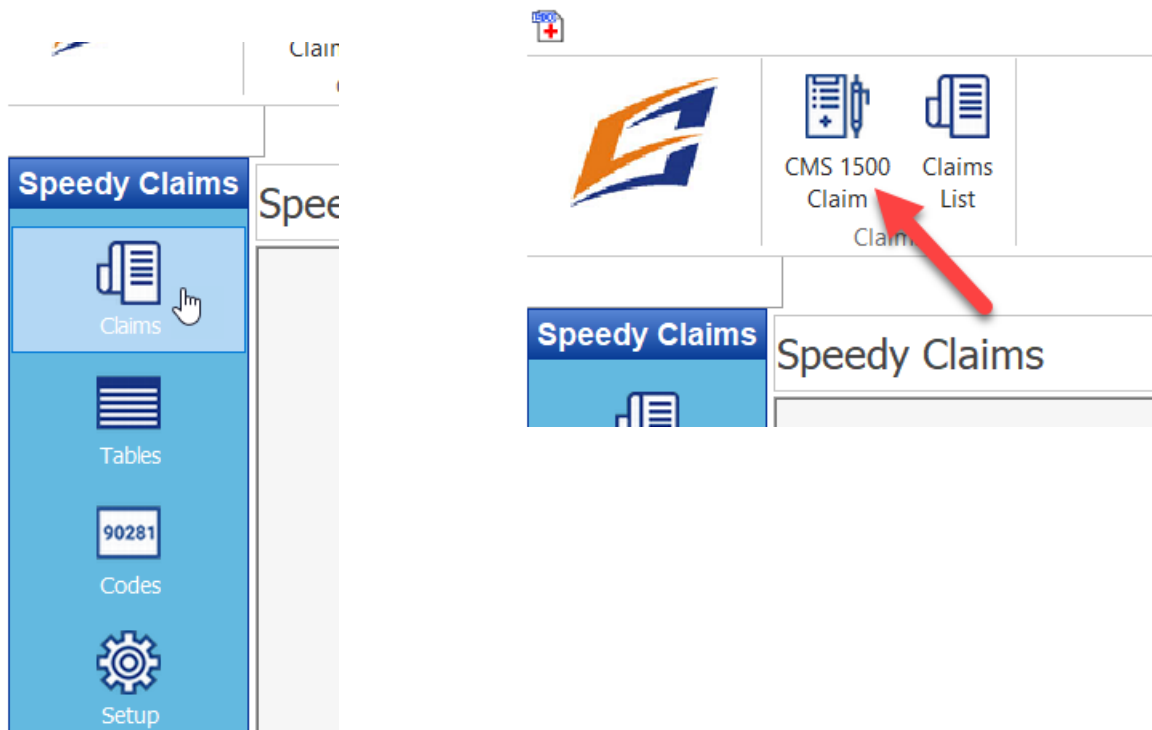 Speedy Claims
Claims
Tables
90281
Codes
Setup
1500
CMS 1500
Claim
Claims
List
Speedy Claims
Speedy Claims